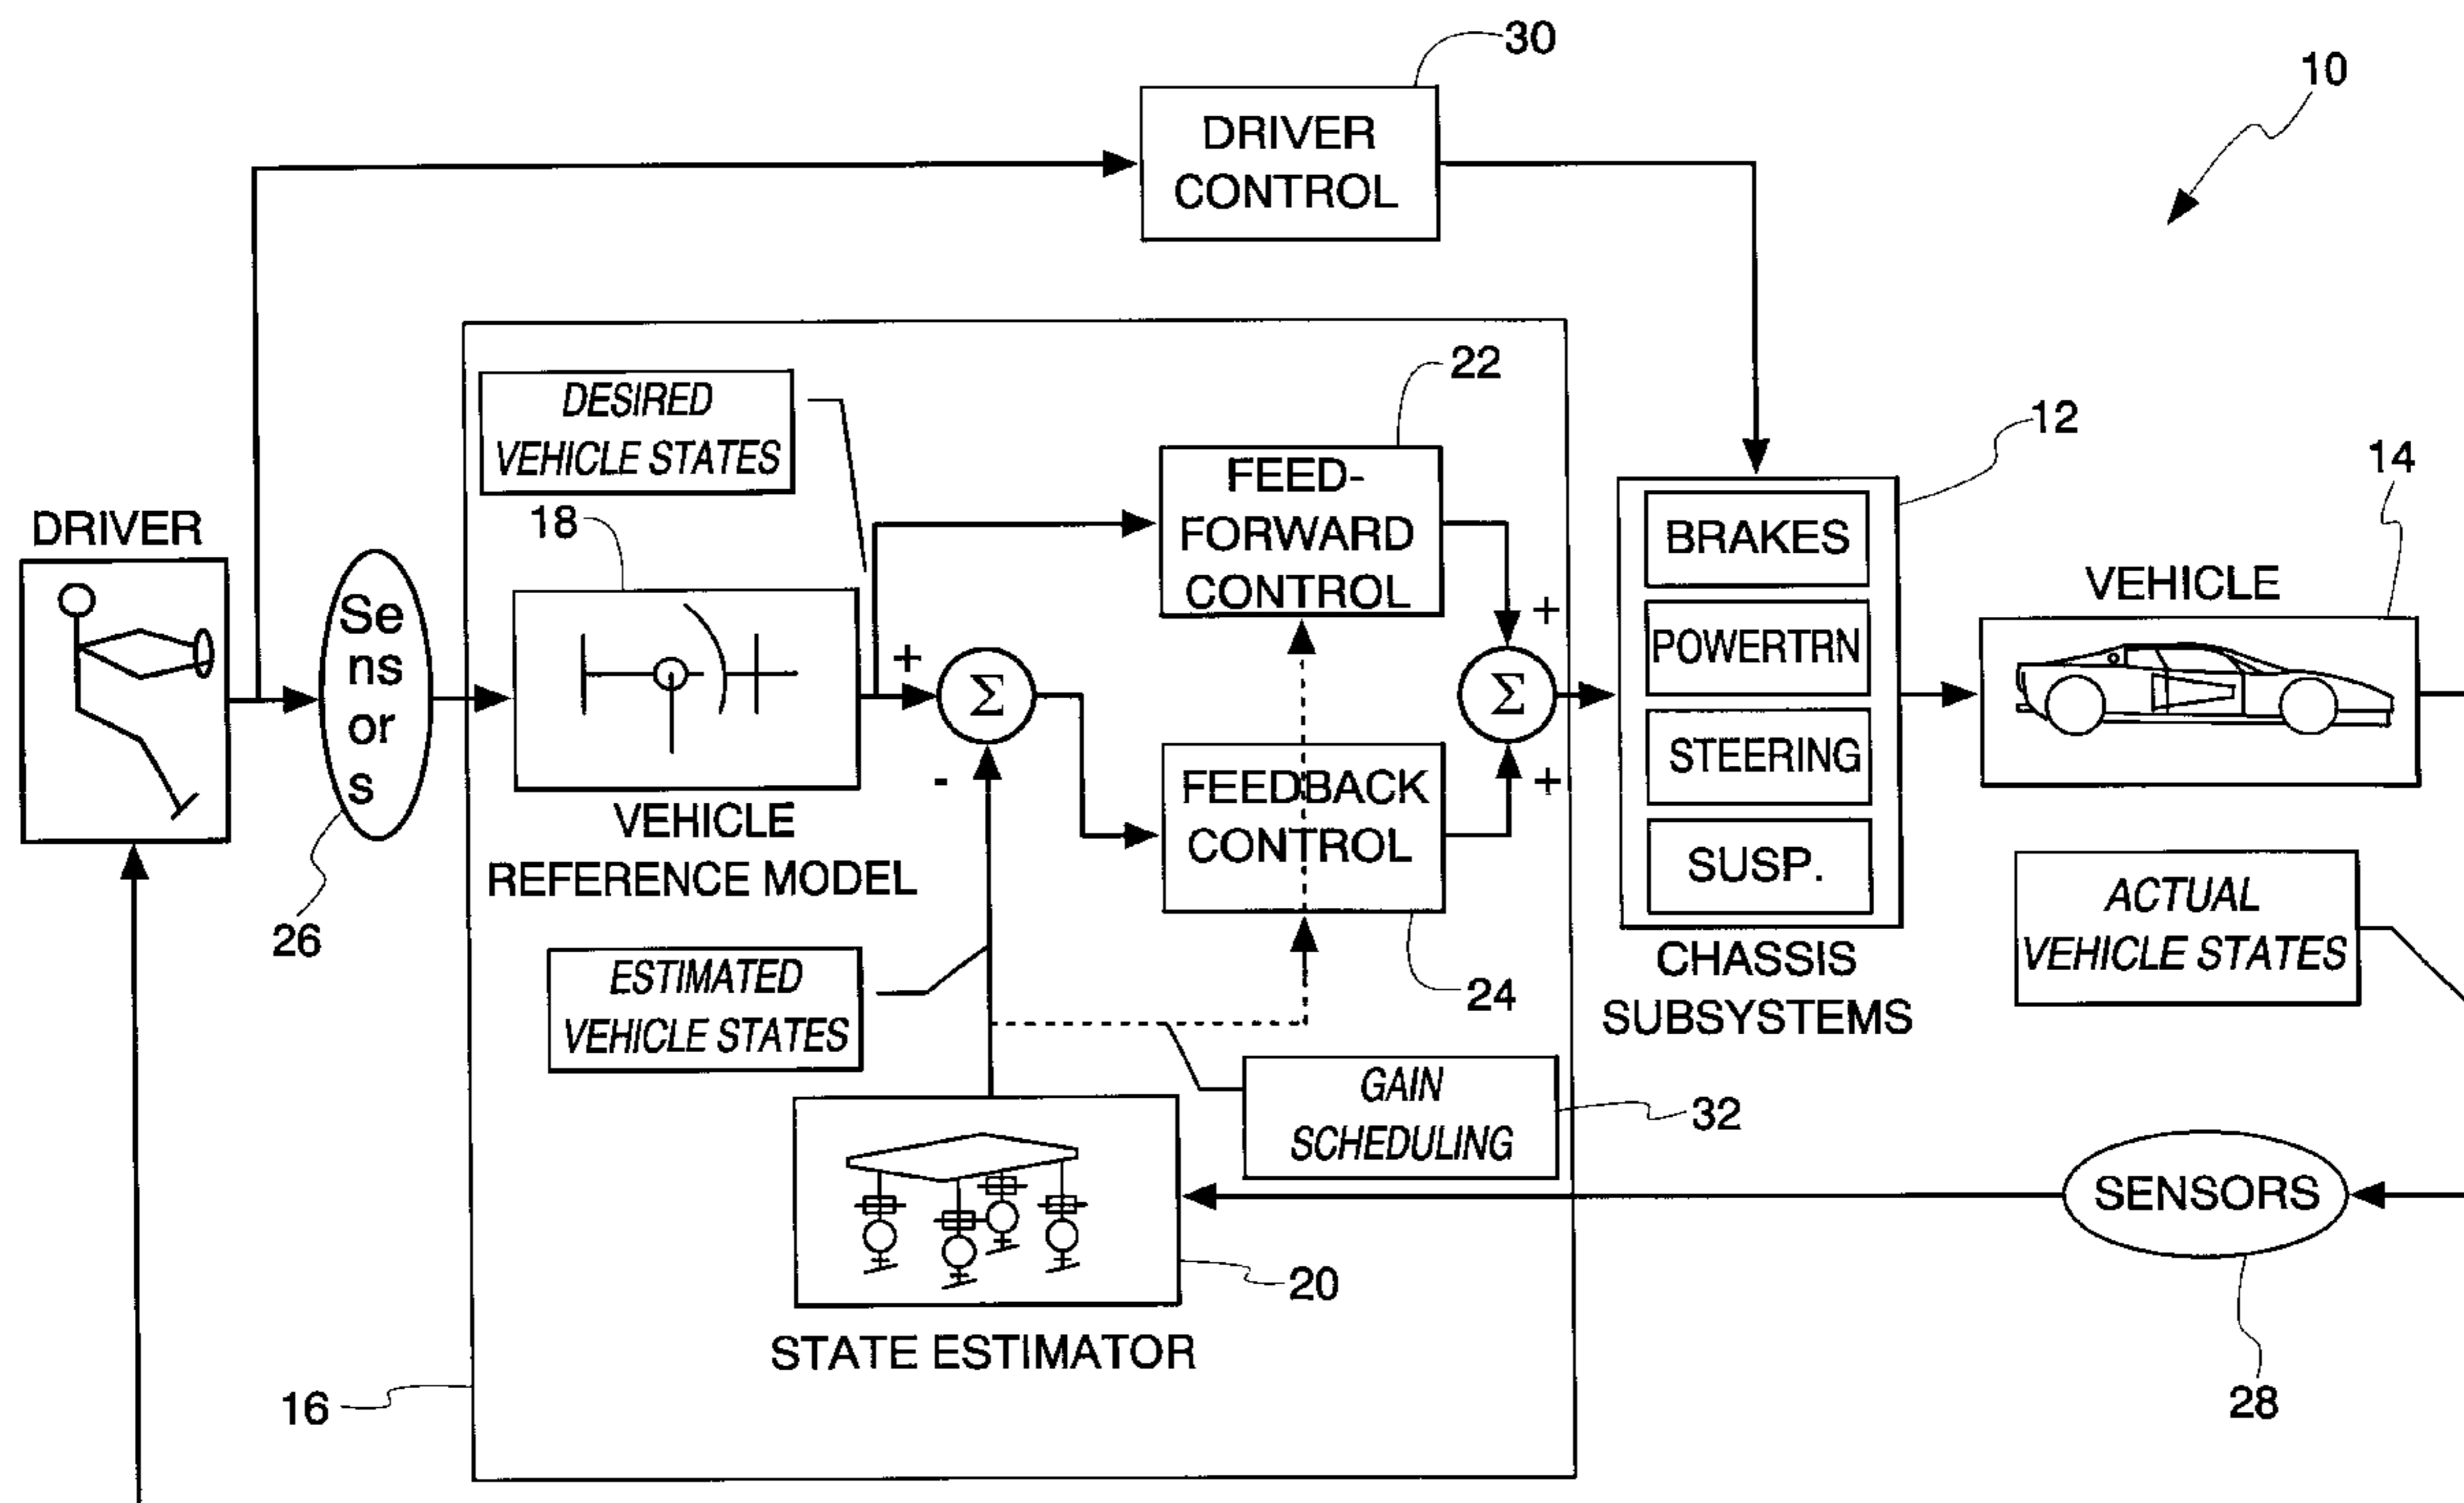 30
10
DRIVER
CONTROL
22
DESIRED
VEHICLE STATES
12
14
FEED-
FORWARD
CONTROL
18
DRIVER
BRAKES
VEHICLE
Se
ns
or
s
POWERTRN
+
+
Σ
Σ
STEERING
-
+
FEEDBACK
CONTROL
VEHICLE
REFERENCE MODEL
SUSP.
26
ACTUAL
VEHICLE STATES
CHASSIS
SUBSYSTEMS
ESTIMATED
VEHICLE STATES
24
GAIN
SCHEDULING
32
SENSORS
20
STATE ESTIMATOR
16
28